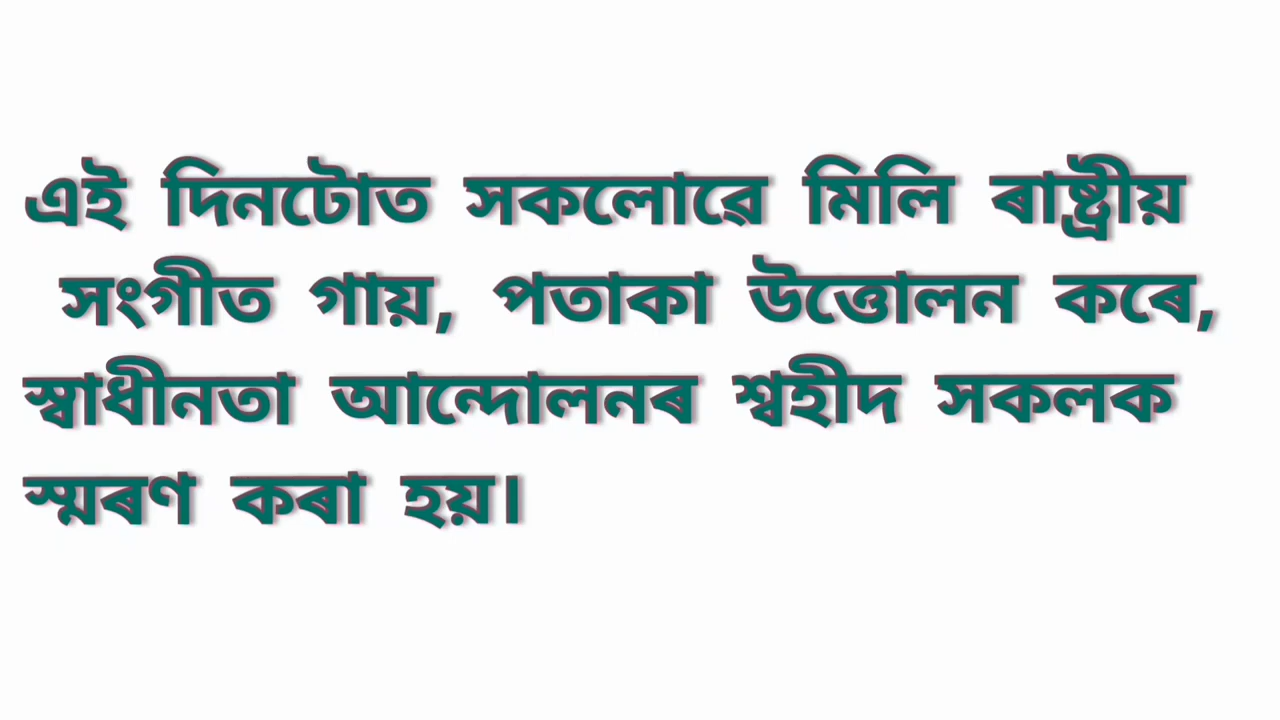 এই দিনটোত সকলোৱে মিলি ৰাষ্ট্ৰীয়
সংগীত গায়, পতাকা উত্তোলন কৰে,
স্বাধীনতা আন্দোলনৰ শ্বহীদ সকলক
স্মৰণ কৰা হয়।